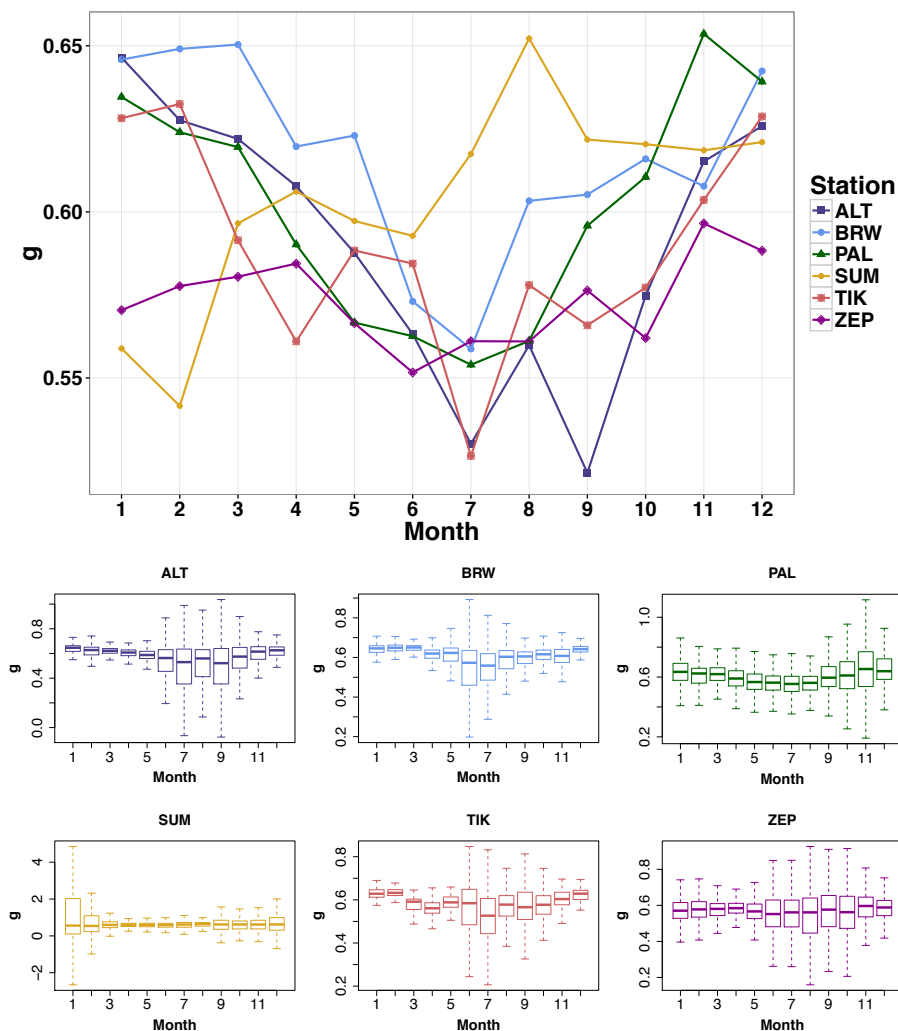 0.65
0.60
0.55
g
1 2 3 4 5 6 7 8 9 10 11 12
Month
Station
ALT
BRW
PAL
SUM
TIK
ZEP
ALT
g
0.0 0.4 0.8
1 3 5 7 9 11
Month
BRW
g
0.2 0.4 0.6 0.8
1 3 5 7 9 11
Month
PAL
g
0.2 0.6 1.0
1 3 5 7 9 11
Month
SUM
g
−2 0 2 4
1 3 5 7 9 11
Month
TIK
g
0.2 0.4 0.6 0.8
1 3 5 7 9 11
Month
ZEP
g
0.2 0.4 0.6 0.8
1 3 5 7 9 11
Month